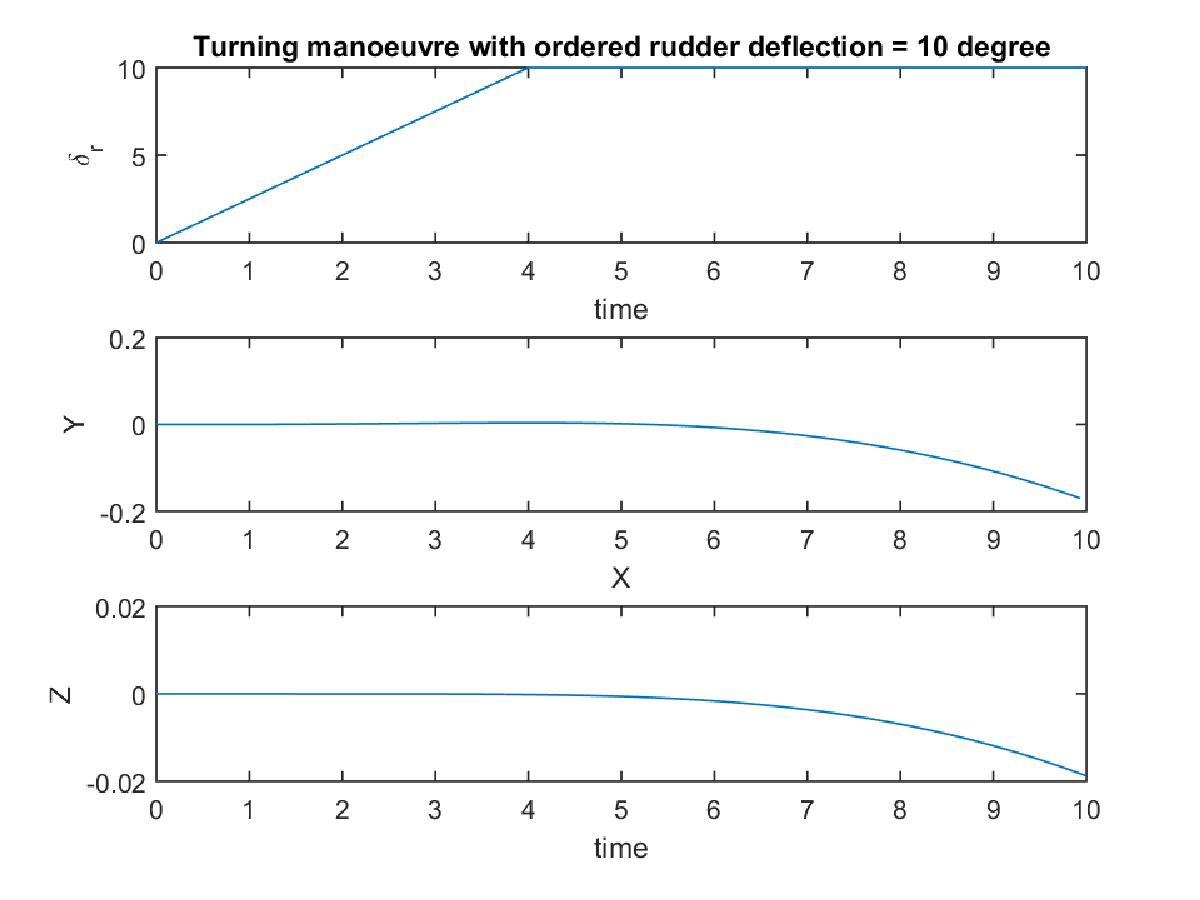 Turning manoeuvre with ordered rudder deflection = 10 degree
10
5
0
δr
0 1 2 3 4 5 6 7 8 9 10
time
0.2
0
-0.2
Y
0 1 2 3 4 5 6 7 8 9 10
X
0.02
0
-0.02
Z
0 1 2 3 4 5 6 7 8 9 10
time